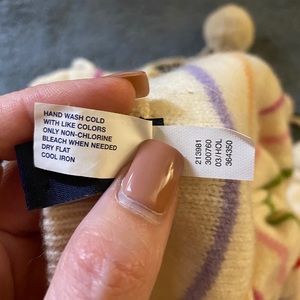 HAND WASH COLD
WITH LIKE COLORS
ONLY NON-CHLORINE
BLEACH WHEN NEEDED
DRY FLAT
COOL IRON
213981
300760
03/HOL
364350